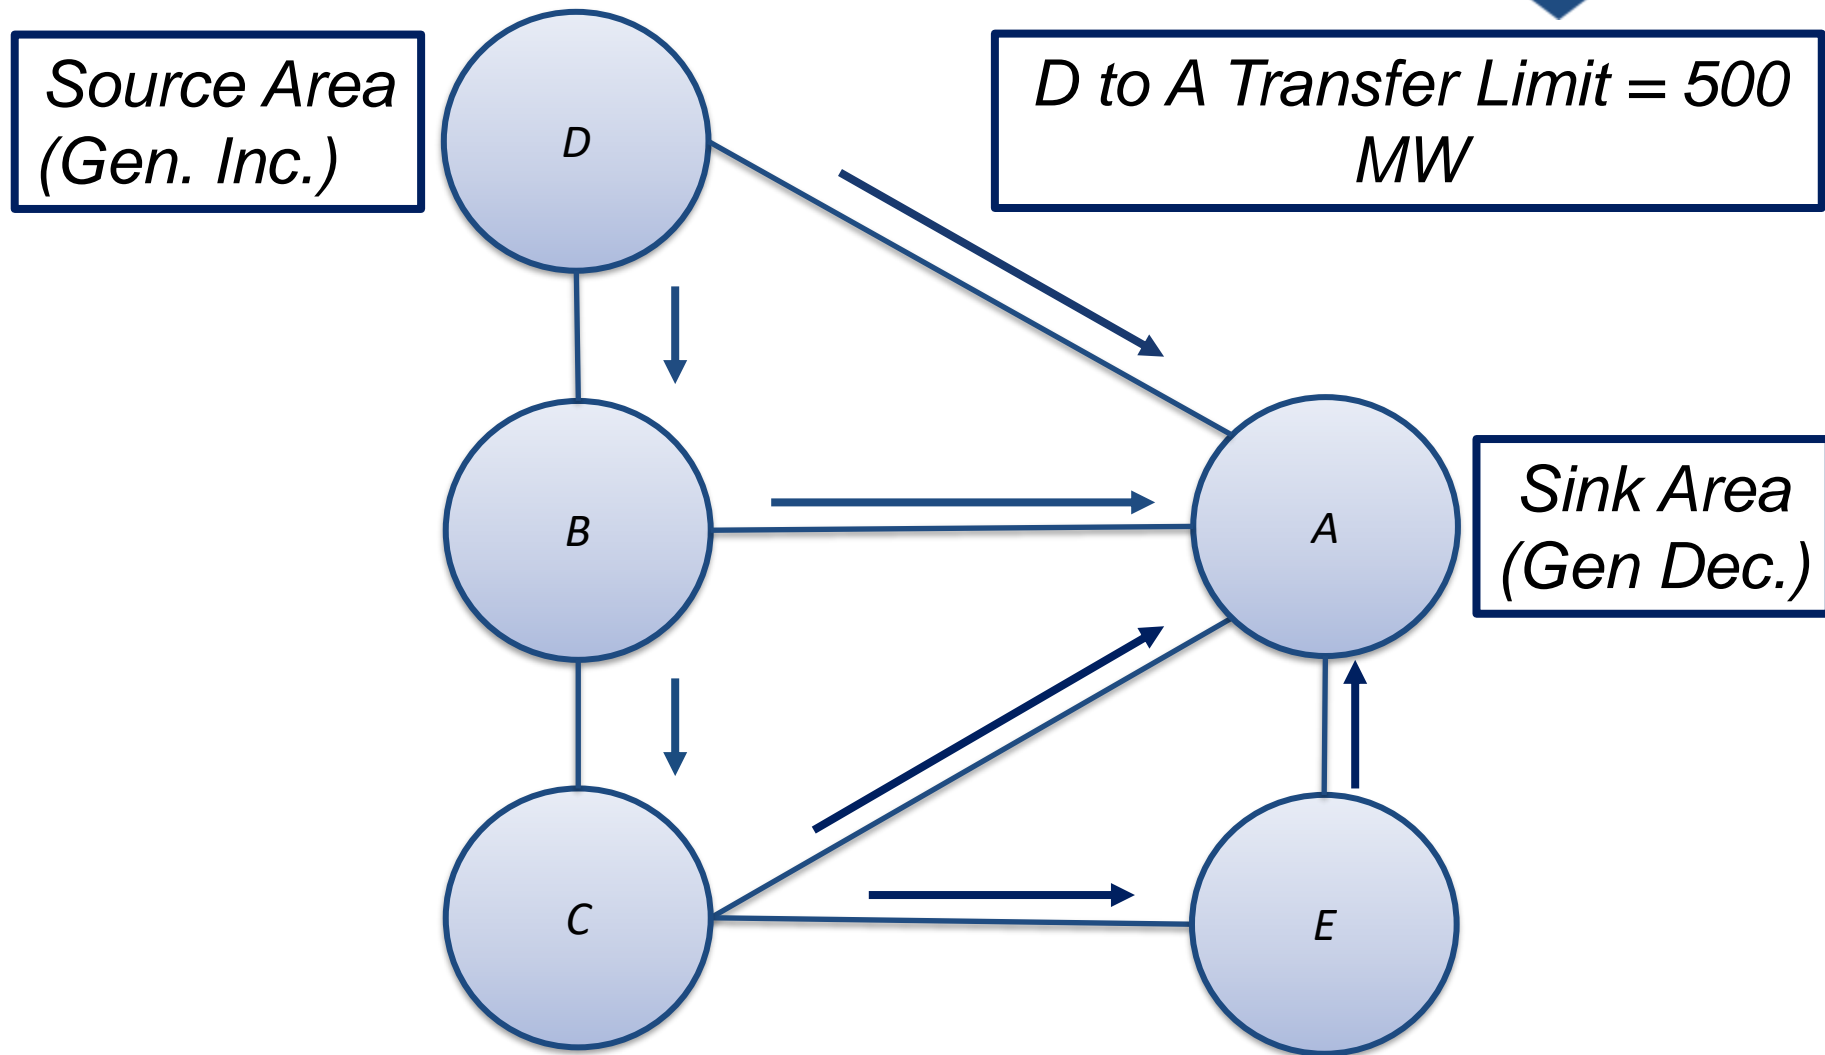 Source Area
(Gen. Inc.)
D to A Transfer Limit = 500
MW
D
B
A
Sink Area
(Gen Dec.)
C
E